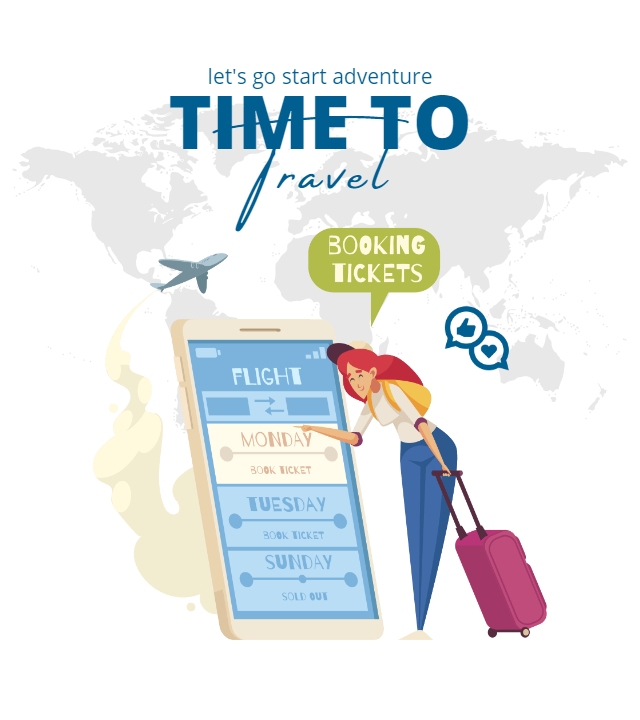 let's go start adventure
TIME TO
Travel
BOOKING
TICKETS
FLIGHT
MONDAY
BOOK TICKET
TUESDAY
BOOK TICKET
SUNDAY
SOLD OUT